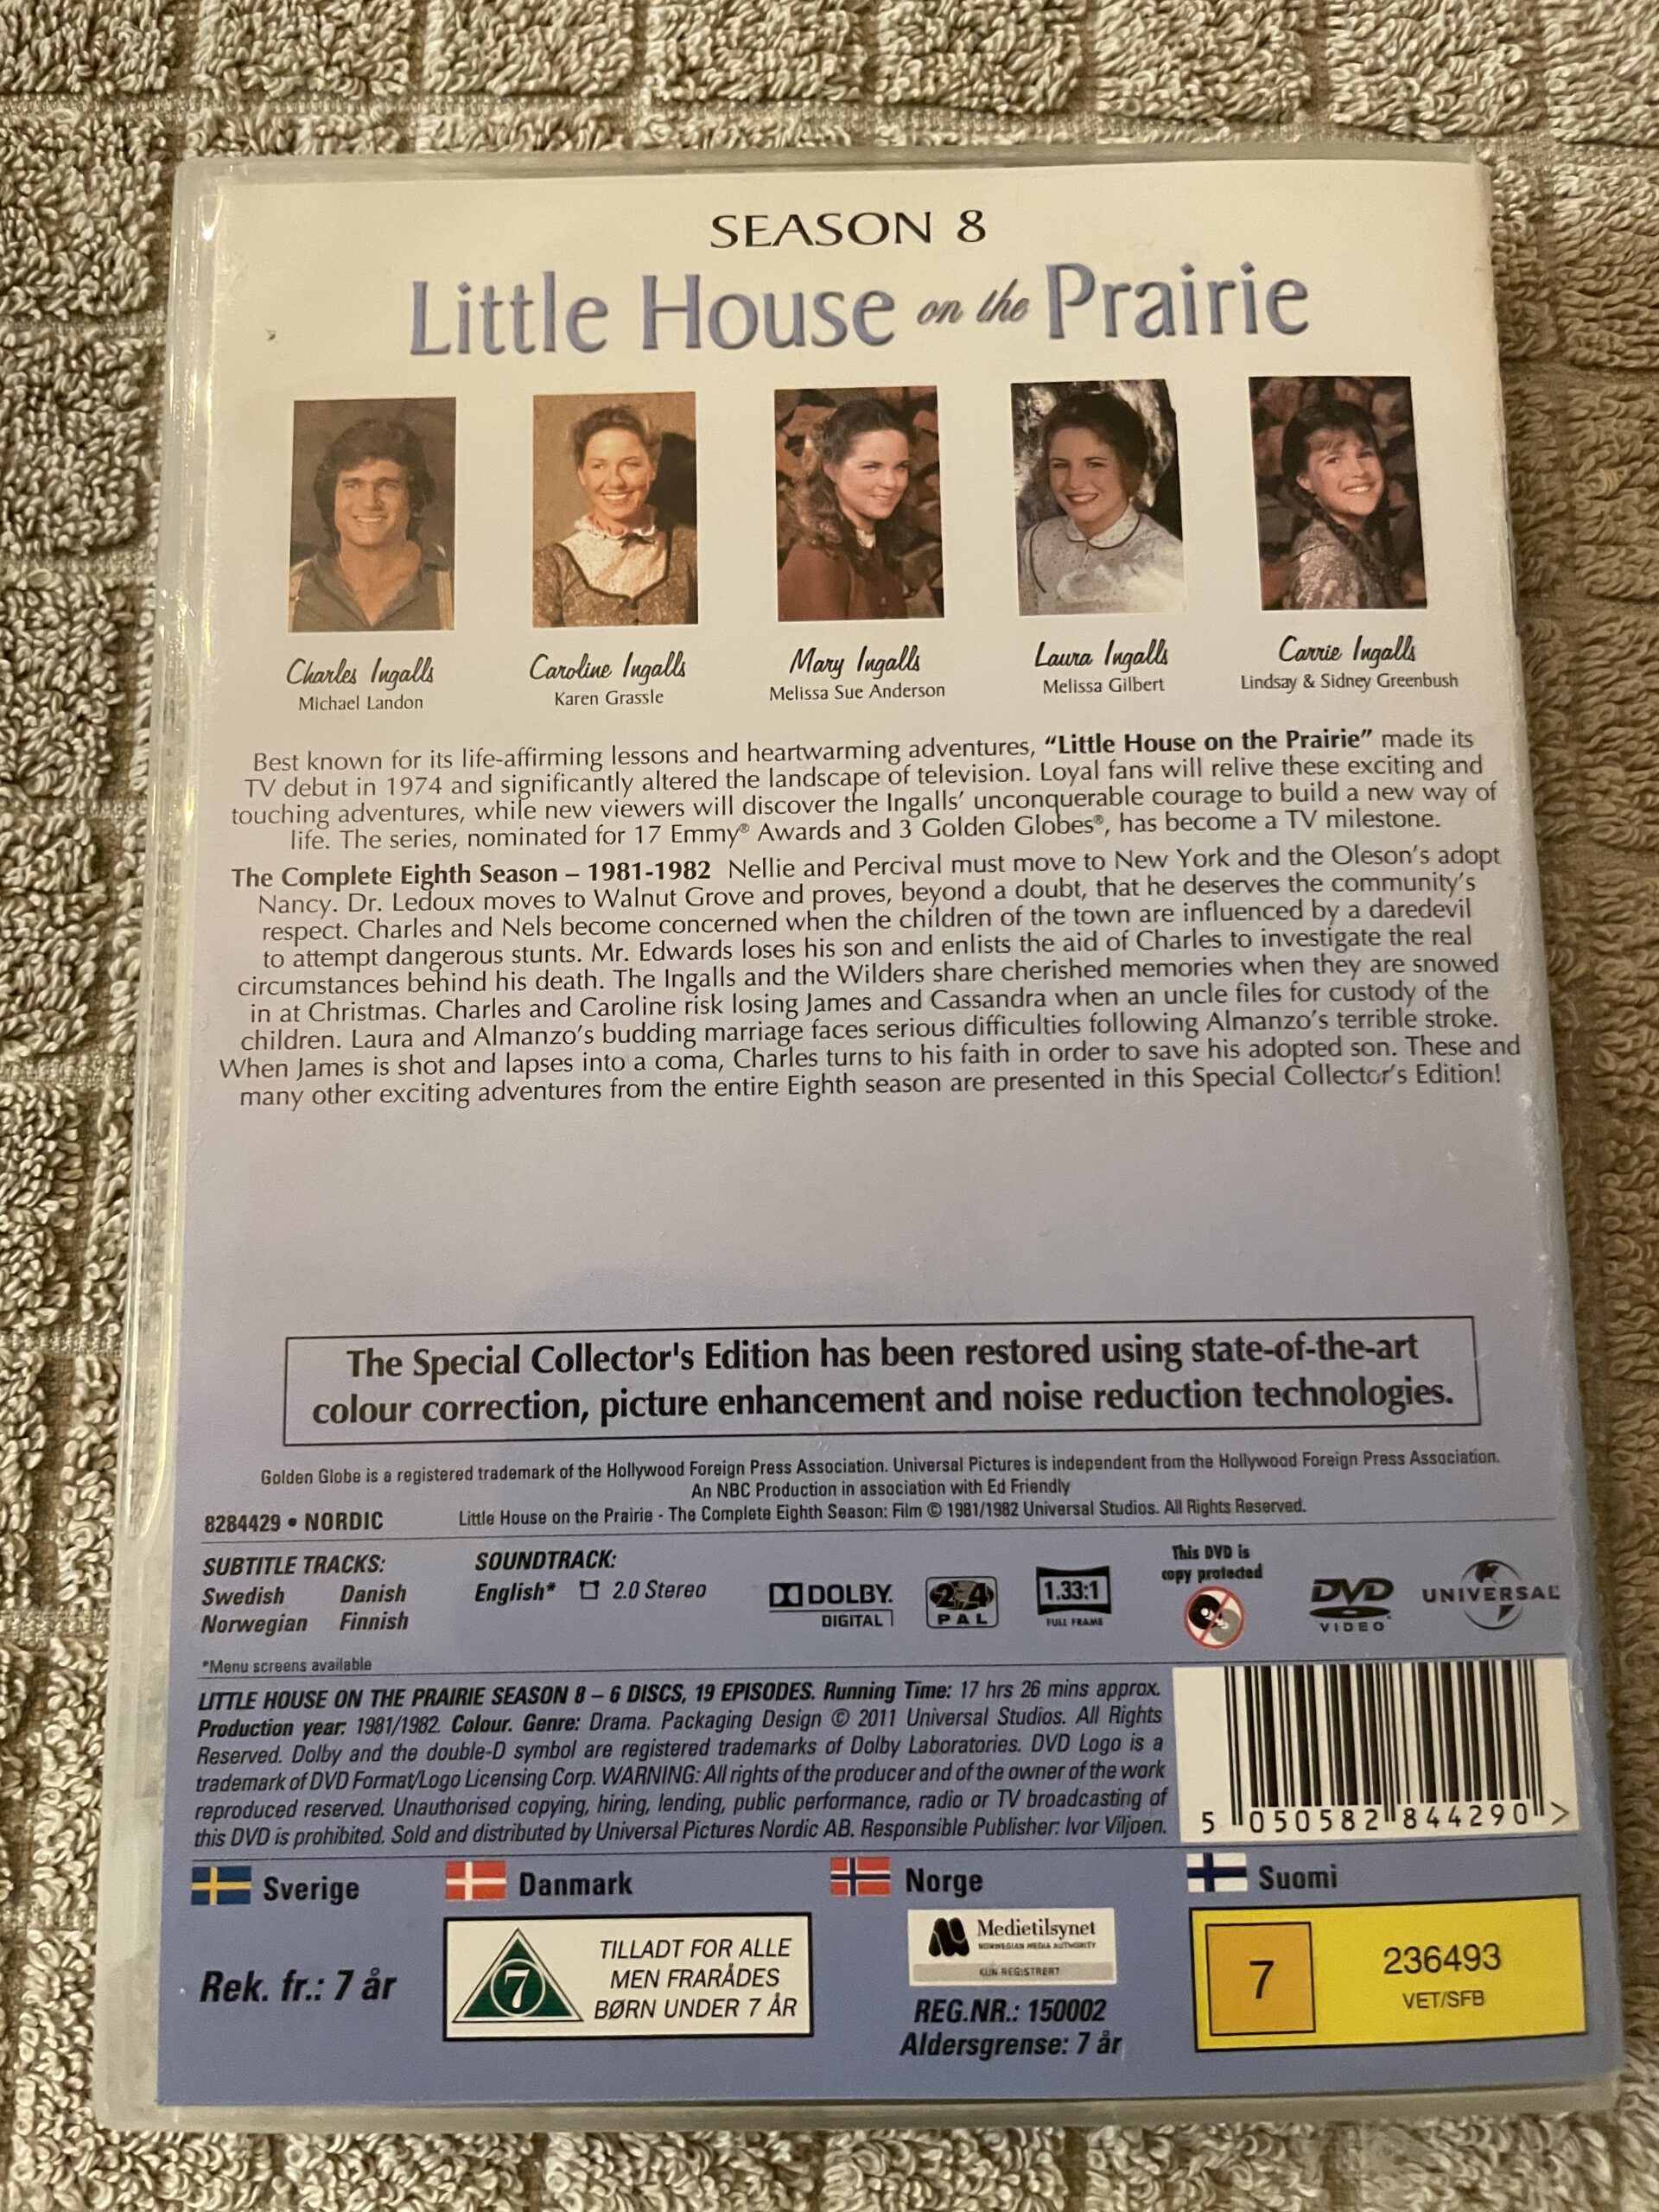 SEASON 8
Little House on the Prairie
Charles Ingalls
Michael Landon
Caroline Ingalls
Karen Grassle
Mary Ingalls
Melissa Sue Anderson
Laura Ingalls
Melissa Gilbert
Carrie Ingalls
Lindsay & Sidney Greenbush
Best known for its life-affirming lessons and heartwarming adventures, “Little House on the Prairie” made its
TV debut in 1974 and significantly altered the landscape of television. Loyal fans will relive these exciting and
touching adventures, while new viewers will discover the Ingalls’ unconquerable courage to build a new way of
life. The series, nominated for 17 Emmy® Awards and 3 Golden Globes®, has become a TV milestone.
The Complete Eighth Season – 1981-1982 Nellie and Percival must move to New York and the Oleson’s adopt
Nancy. Dr. Ledoux moves to Walnut Grove and proves, beyond a doubt, that he deserves the community’s
respect. Charles and Nels become concerned when the children of the town are influenced by a daredevil
to attempt dangerous stunts. Mr. Edwards loses his son and enlists the aid of Charles to investigate the real
circumstances behind his death. The Ingalls and the Wilders share cherished memories when they are snowed
in at Christmas. Charles and Caroline risk losing James and Cassandra when an uncle files for custody of the
children. Laura and Almanzo’s budding marriage faces serious difficulties following Almanzo’s terrible stroke.
When James is shot and lapses into a coma, Charles turns to his faith in order to save his adopted son. These and
many other exciting adventures from the entire Eighth season are presented in this Special Collector’s Edition!
The Special Collector's Edition has been restored using state-of-the-art
colour correction, picture enhancement and noise reduction technologies.
Golden Globe is a registered trademark of the Hollywood Foreign Press Association. Universal Pictures is independent from the Hollywood Foreign Press Association.
An NBC Production in association with Ed Friendly
8284429 • NORDIC
Little House on the Prairie - The Complete Eighth Season: Film © 1981/1982 Universal Studios. All Rights Reserved.
SUBTITLE TRACKS:
Swedish Danish
Norwegian Finnish
SOUNDTRACK:
English* 2.0 Stereo
DOLBY
DIGITAL
2 4
PAL
1.33:1
FULL FRAME
This DVD is
copy protected
DVD
VIDEO
UNIVERSAL
*Menu screens available
LITTLE HOUSE ON THE PRAIRIE SEASON 8 – 6 DISCS, 19 EPISODES. Running Time: 17 hrs 26 mins approx.
Production year: 1981/1982. Colour. Genre: Drama. Packaging Design © 2011 Universal Studios. All Rights
Reserved. Dolby and the double-D symbol are registered trademarks of Dolby Laboratories. DVD Logo is a
trademark of DVD Format/Logo Licensing Corp. WARNING: All rights of the producer and of the owner of the work
reproduced reserved. Unauthorised copying, hiring, lending, public performance, radio or TV broadcasting of
this DVD is prohibited. Sold and distributed by Universal Pictures Nordic AB. Responsible Publisher: Ivor Viljoen.
5 050582 844290 >
Sverige
Rek. fr.: 7 år
Danmark
7
TILLADT FOR ALLE
MEN FRARÅDES
BØRN UNDER 7 ÅR
Norge
Medietilsynet
NORWEGIAN MEDIA AUTHORITY
KUN REGISTRERT
REG.NR.: 150002
Aldersgrense: 7 år
Suomi
7
236493
VET/SFB